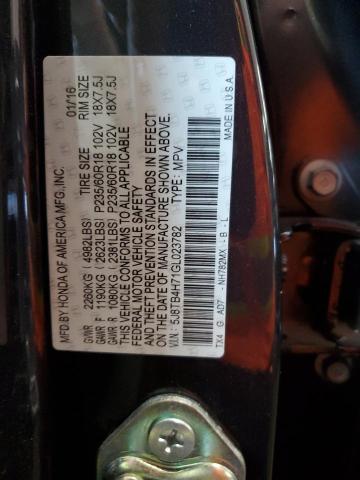 MFD. BY HONDA OF AMERICA MFG., INC. 01/16
TIRE SIZE RIM SIZE
GVWR 2260KG ( 4982LBS)
GAWR F 1190KG ( 2623LBS) P235/60R18 102V 18X7.5J
GAWR R 1080KG P235/60R18 102V 18X7.5J
THIS VEHICLE CONFORMS TO ALL APPLICABLE
FEDERAL MOTOR VEHICLE SAFETY
AND THEFT PREVENTION STANDARDS IN EFFECT
ON THE DATE OF MANUFACTURE SHOWN ABOVE.
V.I.N.: 5J8TB4H71GL023782 TYPE: MPV
TX4 G AD7 NH782MX - B - L MADE IN U.S.A.